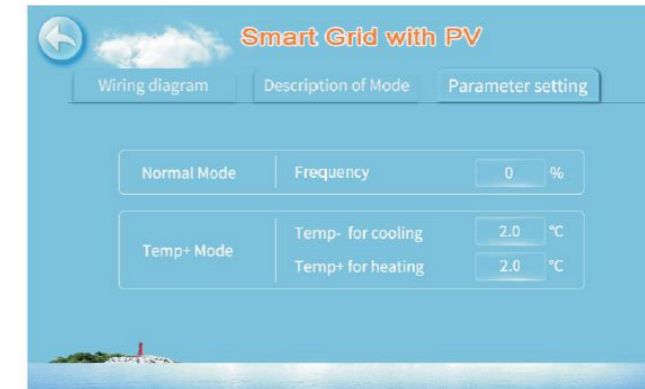 Smart Grid with PV
Wiring diagram Description of Mode Parameter setting
Normal Mode Frequency 0 %
Temp- for cooling 2.0 ℃
Temp+ Mode
Temp+ for heating 2.0 ℃